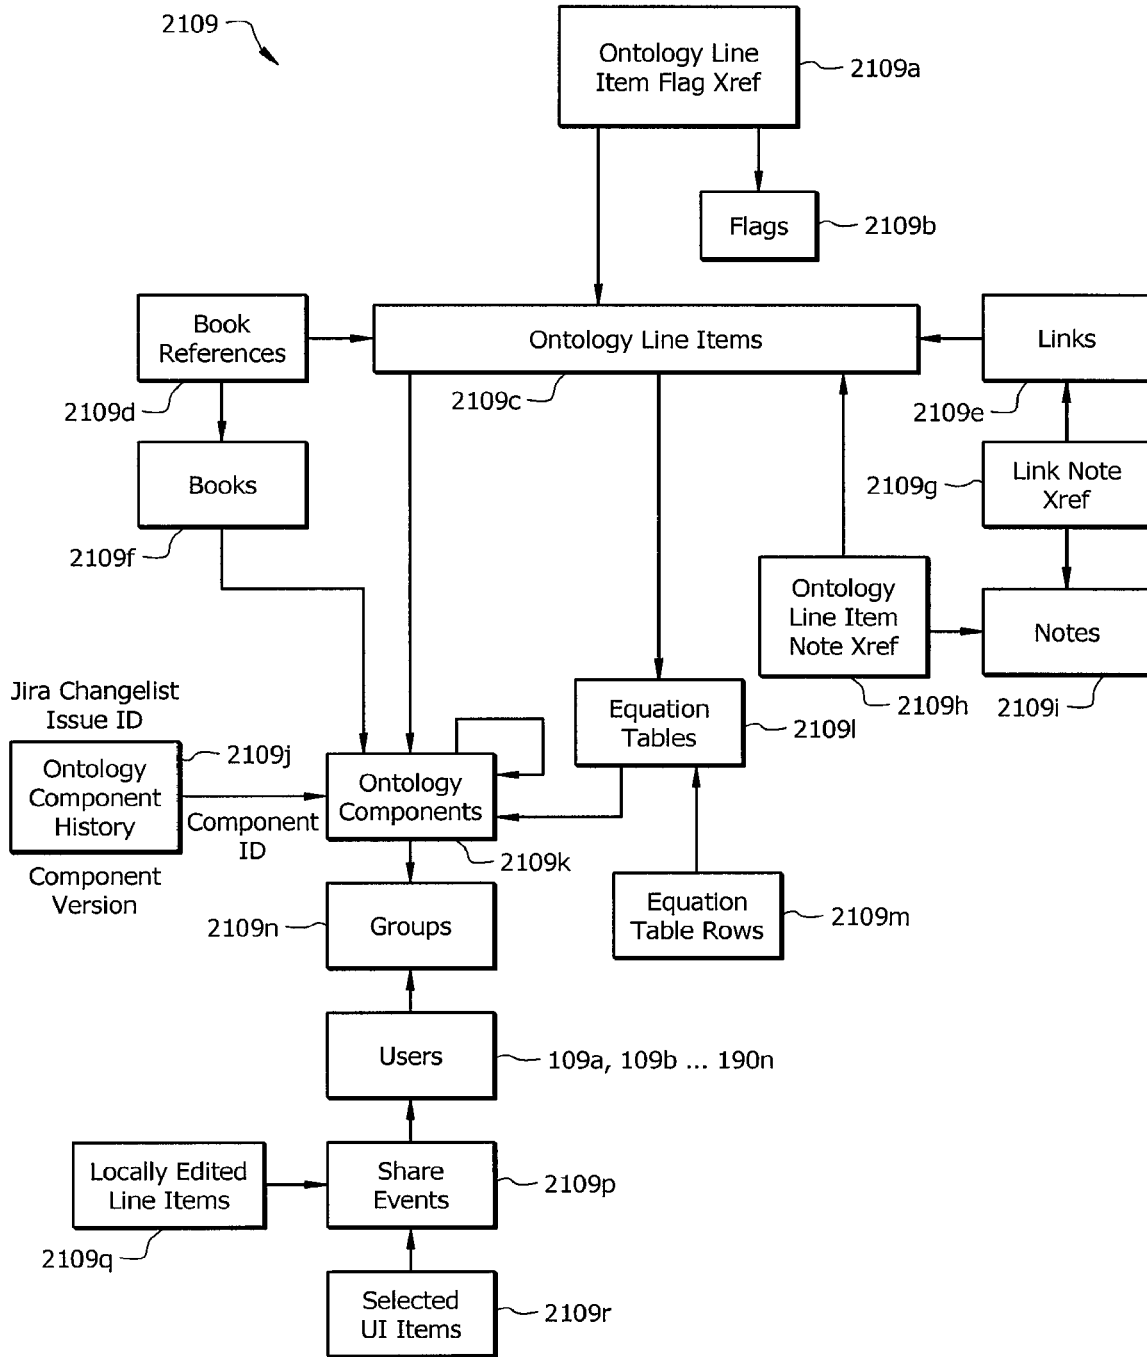 2109
Ontology Line
Item Flag Xref
2109a
Flags
2109b
Book
References
2109d
Ontology Line Items
2109c
Links
2109e
Books
2109f
Link Note
Xref
2109g
Ontology
Line Item
Note Xref
2109h
Notes
2109i
Jira Changelist
Issue ID
Ontology
Component
History
2109j
Component
ID
Component
Version
Ontology
Components
2109k
Equation
Tables
2109l
Equation
Table Rows
2109m
Groups
2109n
Users
109a, 109b ... 190n
Locally Edited
Line Items
2109q
Share
Events
2109p
Selected
UI Items
2109r